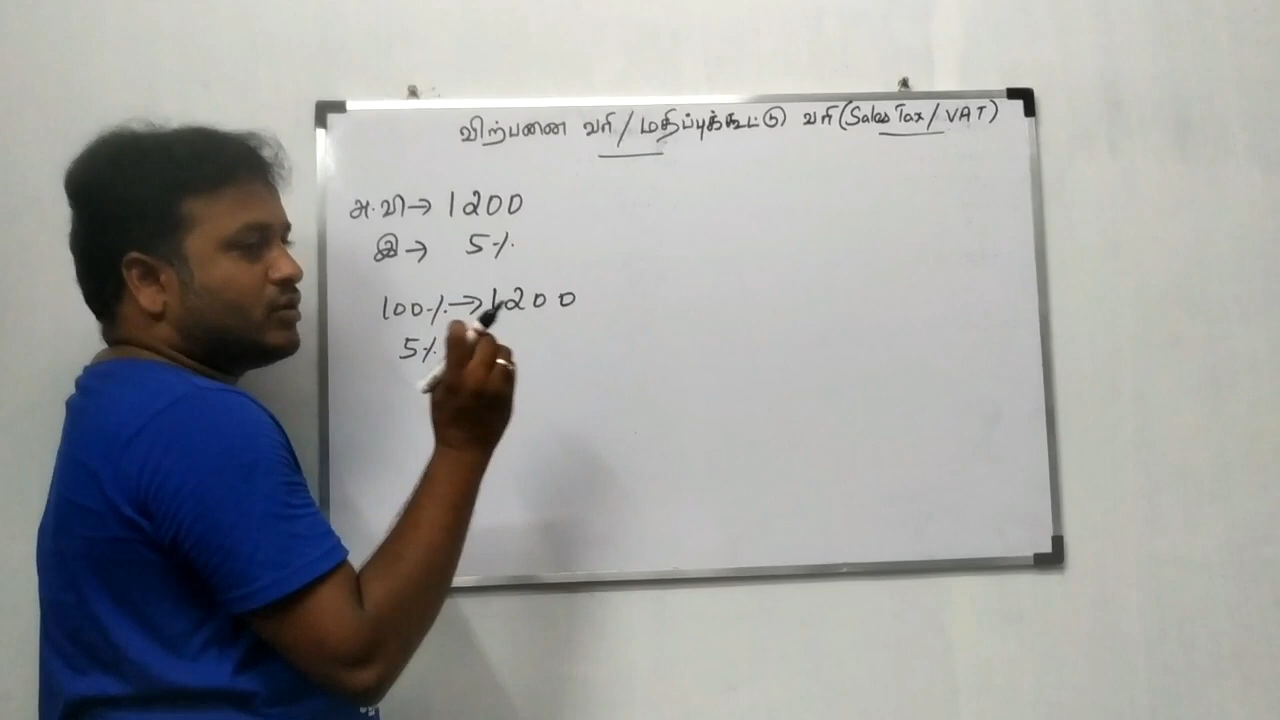 விற்பனை வரி / மதிப்புக்கூட்டு வரி (Sales Tax / VAT)
அ.வி → 1200
இ → 5%
100% → 1200
5%